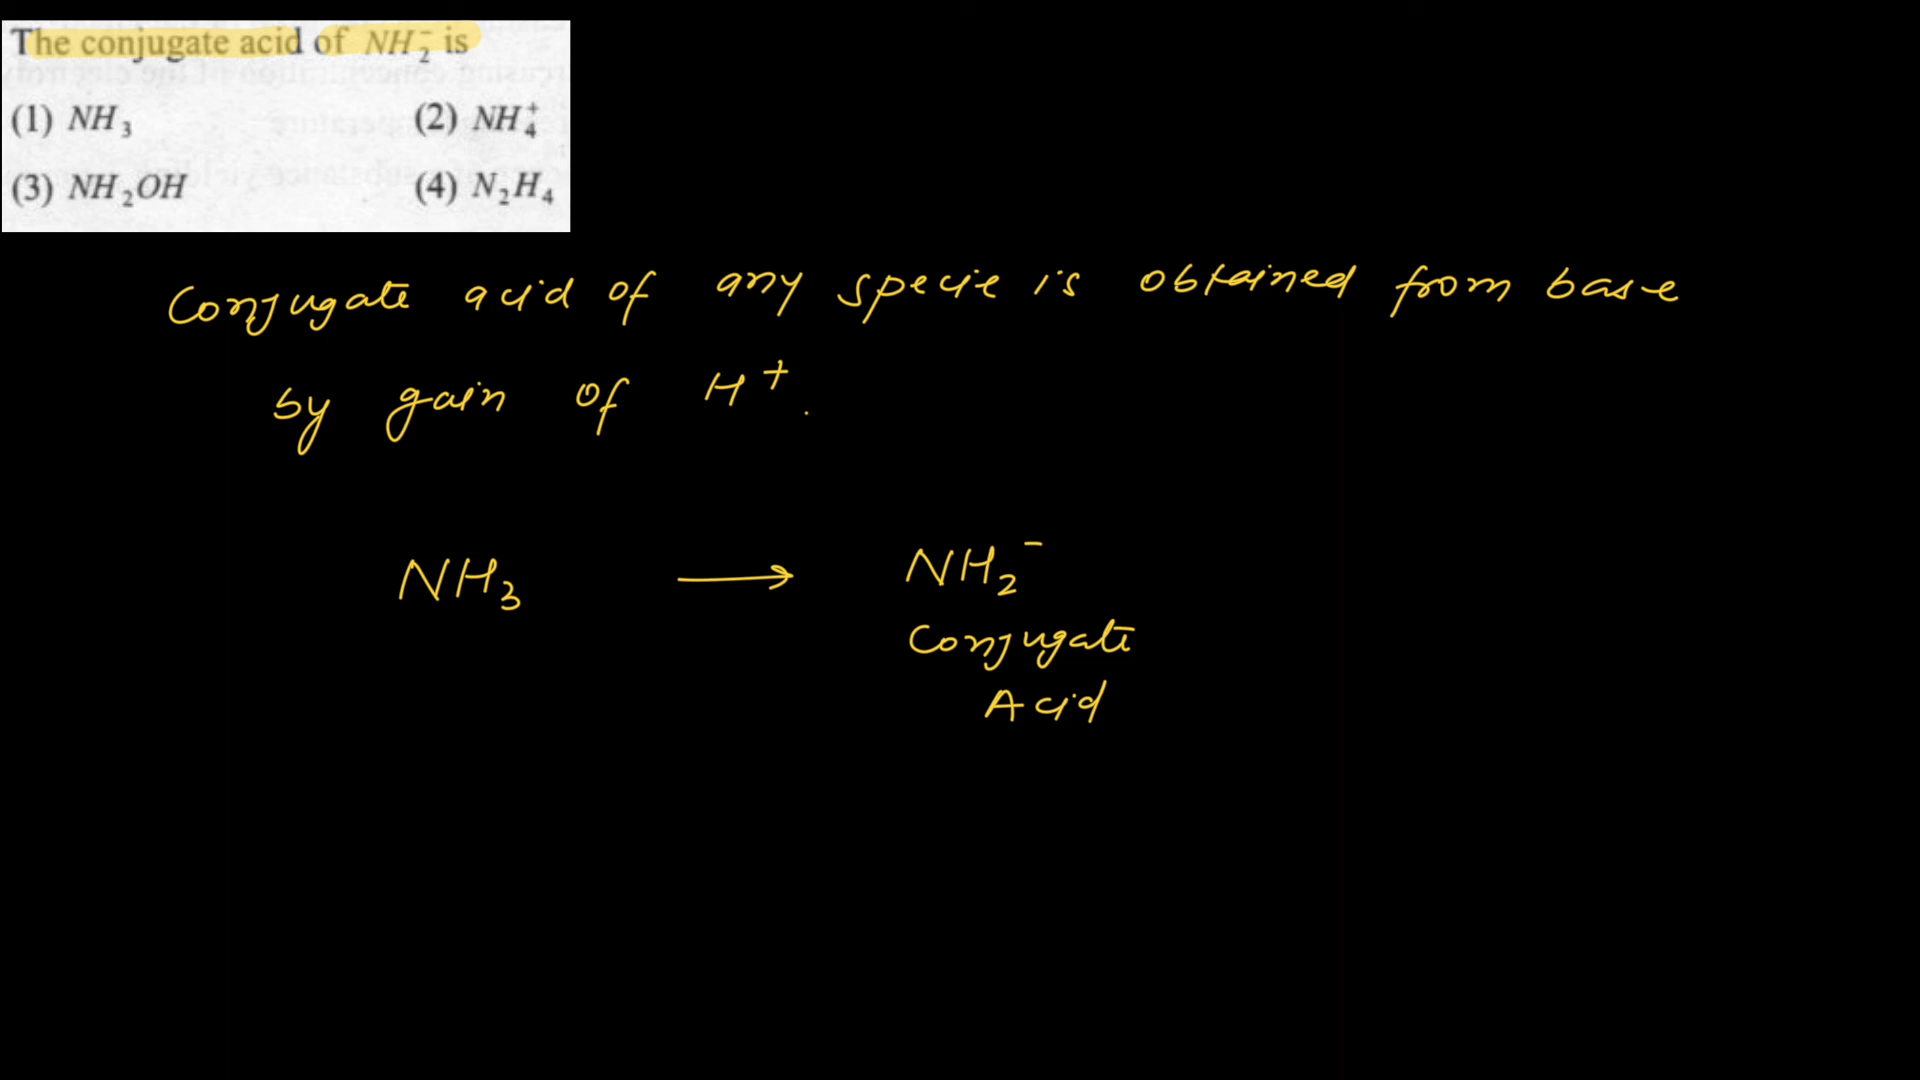 The conjugate acid of NH₂⁻ is
(1) NH₃ (2) NH₄⁺
(3) NH₂OH (4) N₂H₄
Conjugate acid of any specie is obtained from base
by gain of H⁺.
NH₃ → NH₂⁻
Conjugate
Acid